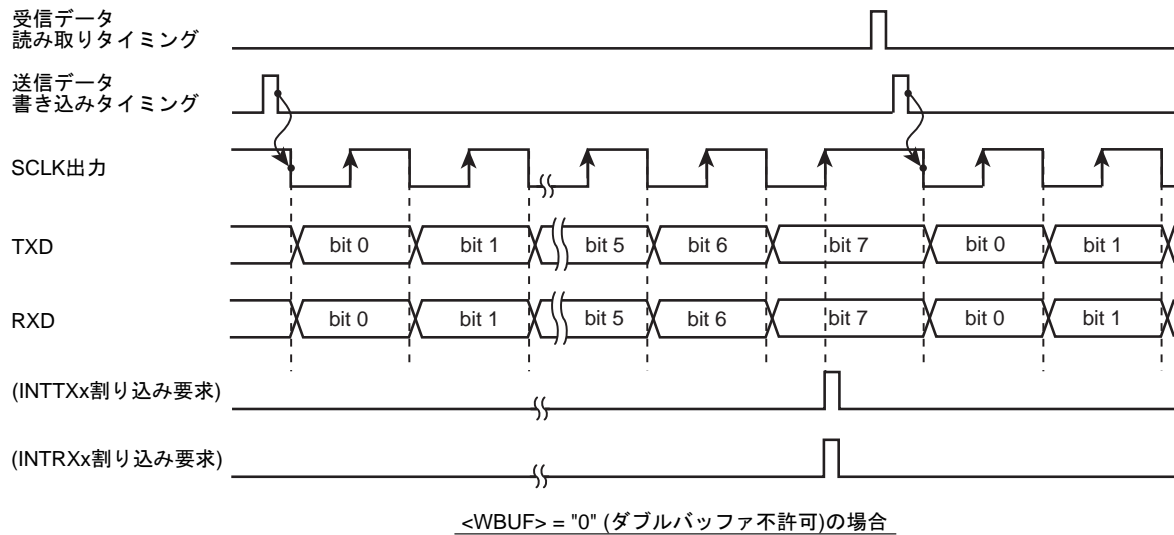 受信データ
読み取りタイミング
送信データ
書き込みタイミング
SCLK出力
TXD
bit 0
bit 1
bit 5
bit 6
bit 7
bit 0
bit 1
RXD
bit 0
bit 1
bit 5
bit 6
bit 7
bit 0
bit 1
(INTTXx割り込み要求)
(INTRXx割り込み要求)
<WBUF> = "0" (ダブルバッファ不許可)の場合